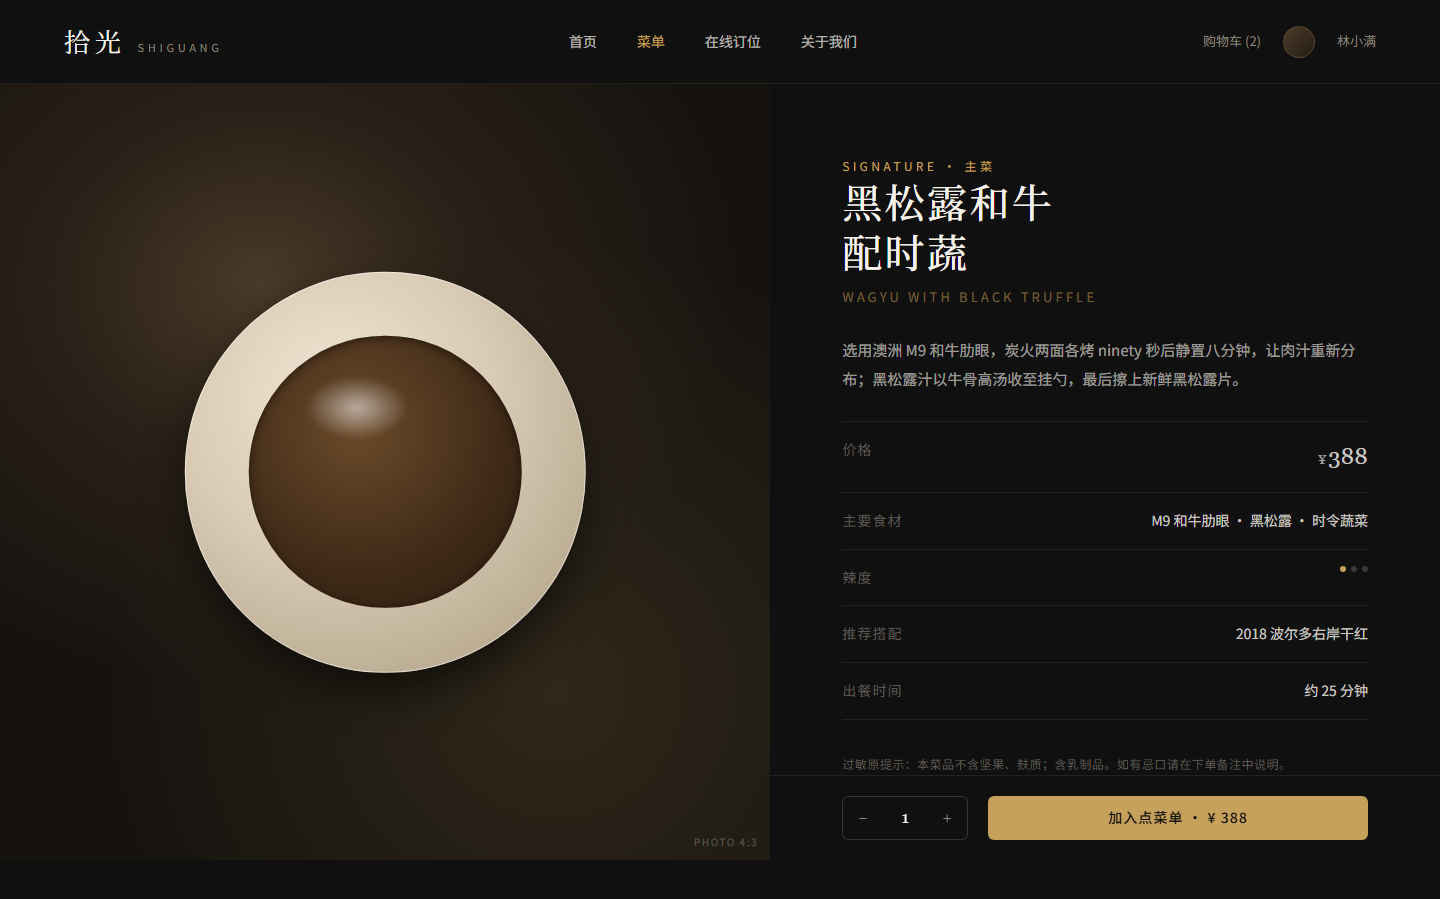 拾光 SHIGUANG
首页 菜单 在线订位 关于我们
购物车 (2) 林小满
SIGNATURE · 主菜
黑松露和牛
配时蔬
WAGYU WITH BLACK TRUFFLE
选用澳洲 M9 和牛肋眼，炭火两面各烤 ninety 秒后静置八分钟，让肉汁重新分
布；黑松露汁以牛骨高汤收至挂勺，最后擦上新鲜黑松露片。
价格 ¥388
主要食材 M9 和牛肋眼 · 黑松露 · 时令蔬菜
辣度
推荐搭配 2018 波尔多右岸干红
出餐时间 约 25 分钟
过敏原提示：本菜品不含坚果、麸质；含乳制品。如有忌口请在下单备注中说明。
− 1 + 加入点菜单 · ¥ 388
PHOTO 4:3